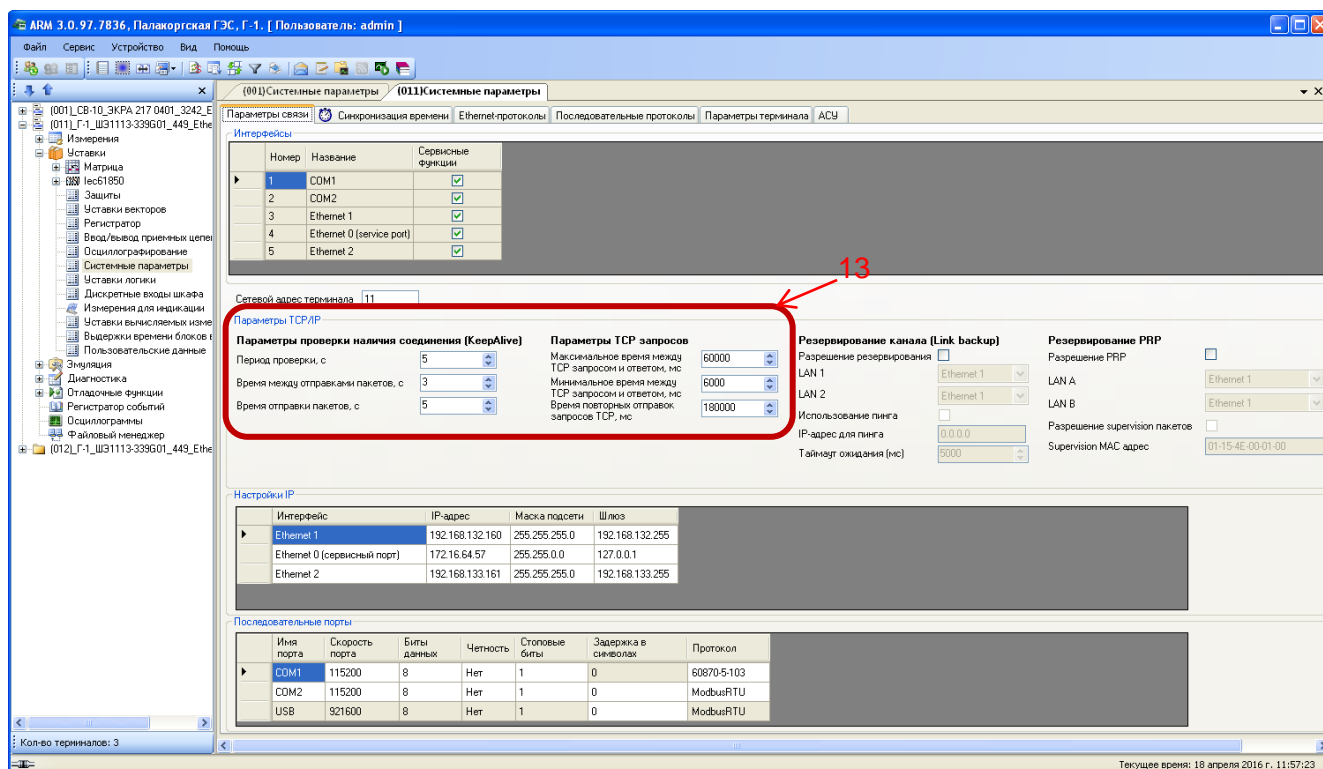 ARM 3.0.97.7836, Палакоргская ГЭС, Г-1. [ Пользователь: admin ]
Файл Сервис Устройство Вид Помощь
(001)Системные параметры (011)Системные параметры
(001)_СВ-10_ЭКРА 217 0401_3242_E
(011)_Г-1_ШЭ1113-339G01_449_Ethe
Измерения
Уставки
Матрица
Iec61850
Защиты
Уставки векторов
Регистратор
Ввод/вывод приемных цепе
Осциллографирование
Системные параметры
Уставки логики
Дискретные входы шкафа
Измерения для индикации
Уставки вычисляемых изме
Выдержки времени блоков
Пользовательские данные
Эмуляция
Диагностика
Отладочные функции
Регистратор событий
Осциллограммы
Файловый менеджер
(012)_Г-1_ШЭ1113-339G01_449_Ethe
Кол-во терминалов: 3
Параметры связи Синхронизация времени Ethernet-протоколы Последовательные протоколы Параметры терминала АСУ
Интерфейсы
Номер Название Сервисные функции
1 COM1
2 COM2
3 Ethernet 1
4 Ethernet 0 (service port)
5 Ethernet 2
13
Сетевой адрес терминала 11
Параметры TCP/IP
Параметры проверки наличия соединения (KeepAlive)
Период проверки, с 5
Время между отправками пакетов, с 3
Время отправки пакетов, с 5
Параметры TCP запросов
Максимальное время между TCP запросом и ответом, мс 60000
Минимальное время между TCP запросом и ответом, мс 6000
Время повторных отправок запросов TCP, мс 180000
Резервирование канала (Link backup)
Разрешение резервирования
LAN 1 Ethernet 1
LAN 2 Ethernet 1
Использование пинга
IP-адрес для пинга 0.0.0.0
Таймаут ожидания (мс) 5000
Резервирование PRP
Разрешение PRP
LAN A Ethernet 1
LAN B Ethernet 1
Разрешение supervision пакетов
Supervision MAC адрес 01-15-4E-00-01-00
Настройки IP
Интерфейс IP-адрес Маска подсети Шлюз
Ethernet 1 192.168.132.160 255.255.255.0 192.168.132.255
Ethernet 0 (сервисный порт) 172.16.64.57 255.255.0.0 127.0.0.1
Ethernet 2 192.168.133.161 255.255.255.0 192.168.133.255
Последовательные порты
Имя порта Скорость порта Биты данных Четность Стоповые биты Задержка в символах Протокол
COM1 115200 8 Нет 1 0 60870-5-103
COM2 115200 8 Нет 1 0 ModbusRTU
USB 921600 8 Нет 1 0 ModbusRTU
Текущее время: 18 апреля 2016 г. 11:57:23